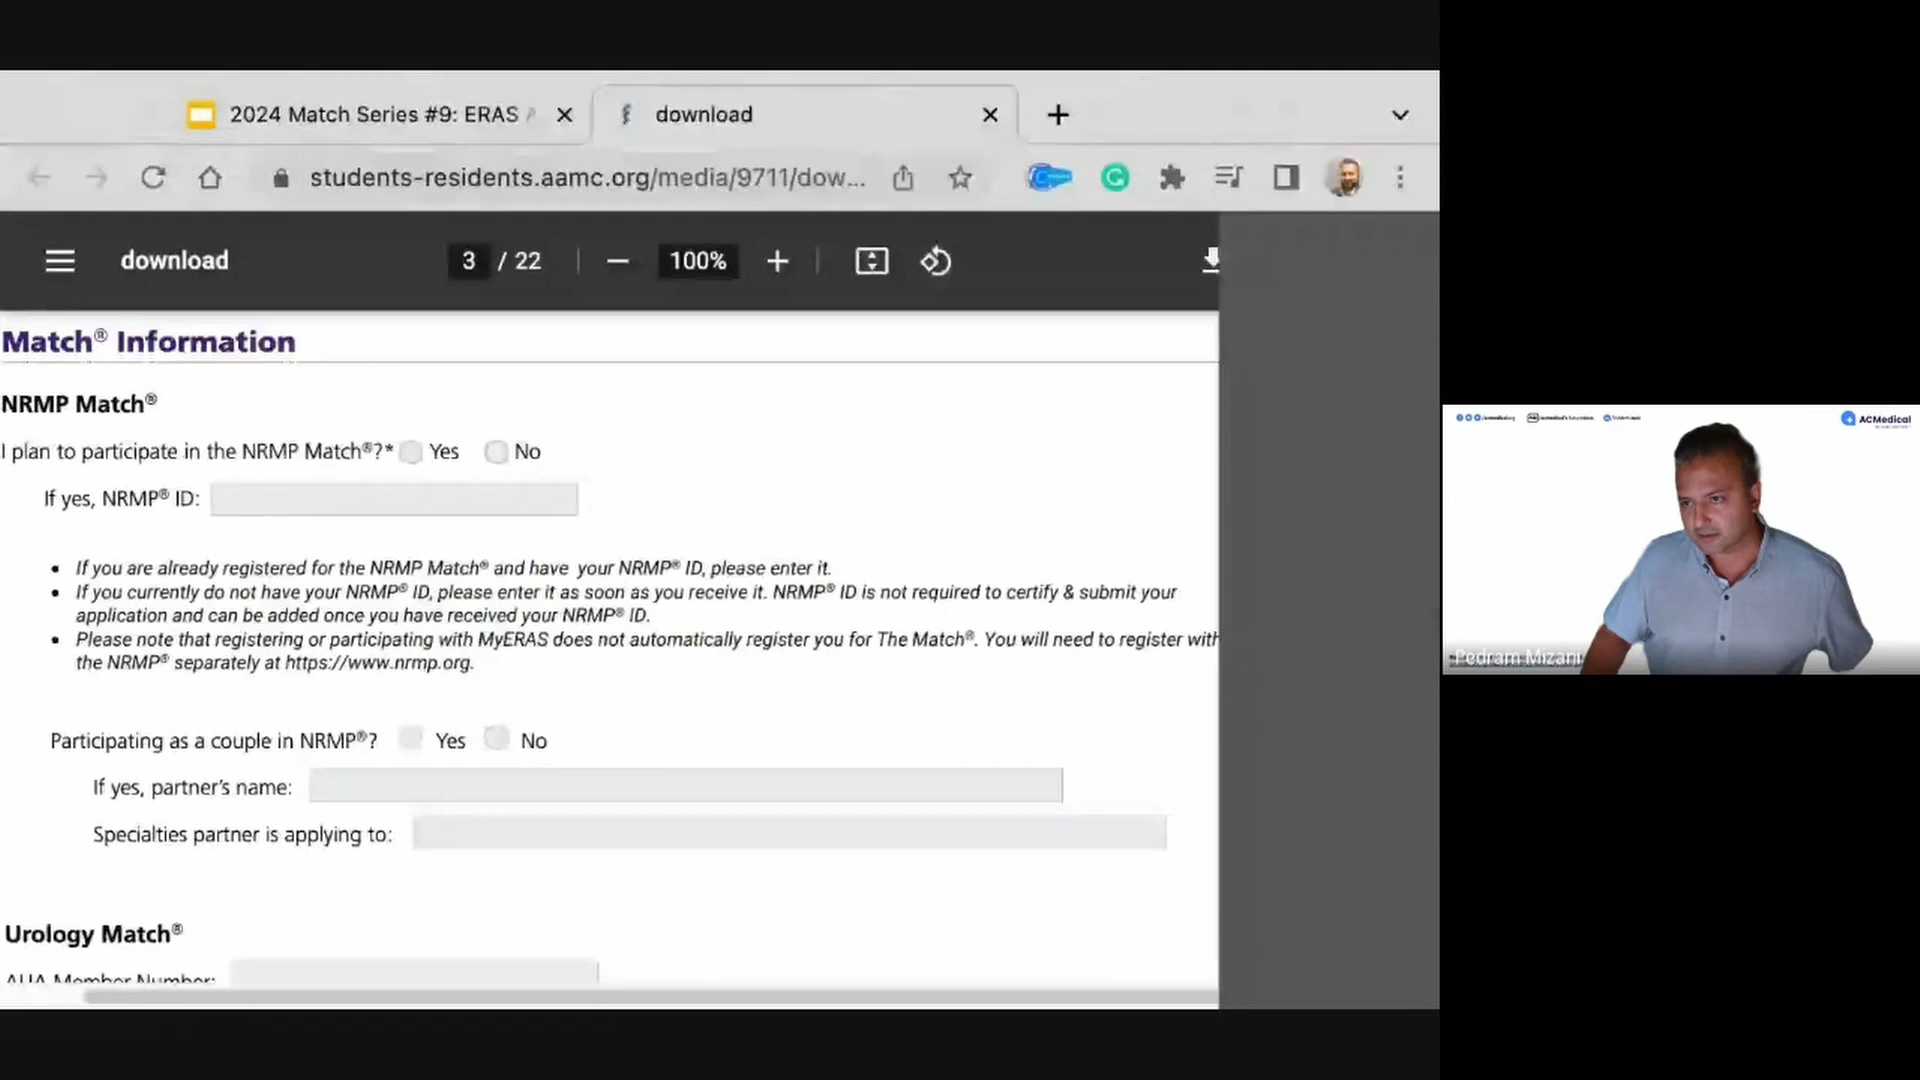 2024 Match Series #9: ERAS
download
students-residents.aamc.org/media/9711/dow...
download
3 / 22
100%
Match® Information
NRMP Match®
I plan to participate in the NRMP Match®?* Yes No
If yes, NRMP® ID:
• If you are already registered for the NRMP Match® and have your NRMP® ID, please enter it.
• If you currently do not have your NRMP® ID, please enter it as soon as you receive it. NRMP® ID is not required to certify & submit your
application and can be added once you have received your NRMP® ID.
• Please note that registering or participating with MyERAS does not automatically register you for The Match®. You will need to register with
the NRMP® separately at https://www.nrmp.org.
Participating as a couple in NRMP®? Yes No
If yes, partner's name:
Specialties partner is applying to:
Urology Match®
AUA Member Number:
ACMedical
Pedram Mizani